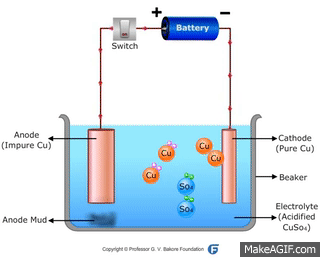 + −
Battery
Switch
Anode
(Impure Cu)
Cathode
(Pure Cu)
Cu
Cu
Cu
Cu
So₄
So₄
Beaker
Anode Mud
Electrolyte
(Acidified
CuSo₄)
Copyright © Professor G. V. Bakore Foundation
MakeAGIF.com